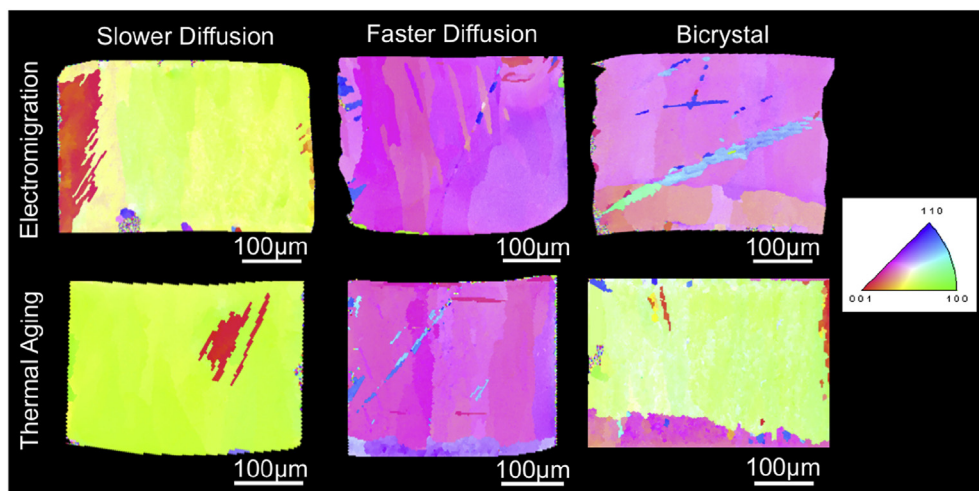 Slower Diffusion
Faster Diffusion
Bicrystal
Electromigration
100μm
100μm
100μm
110
001
100
Thermal Aging
100μm
100μm
100μm